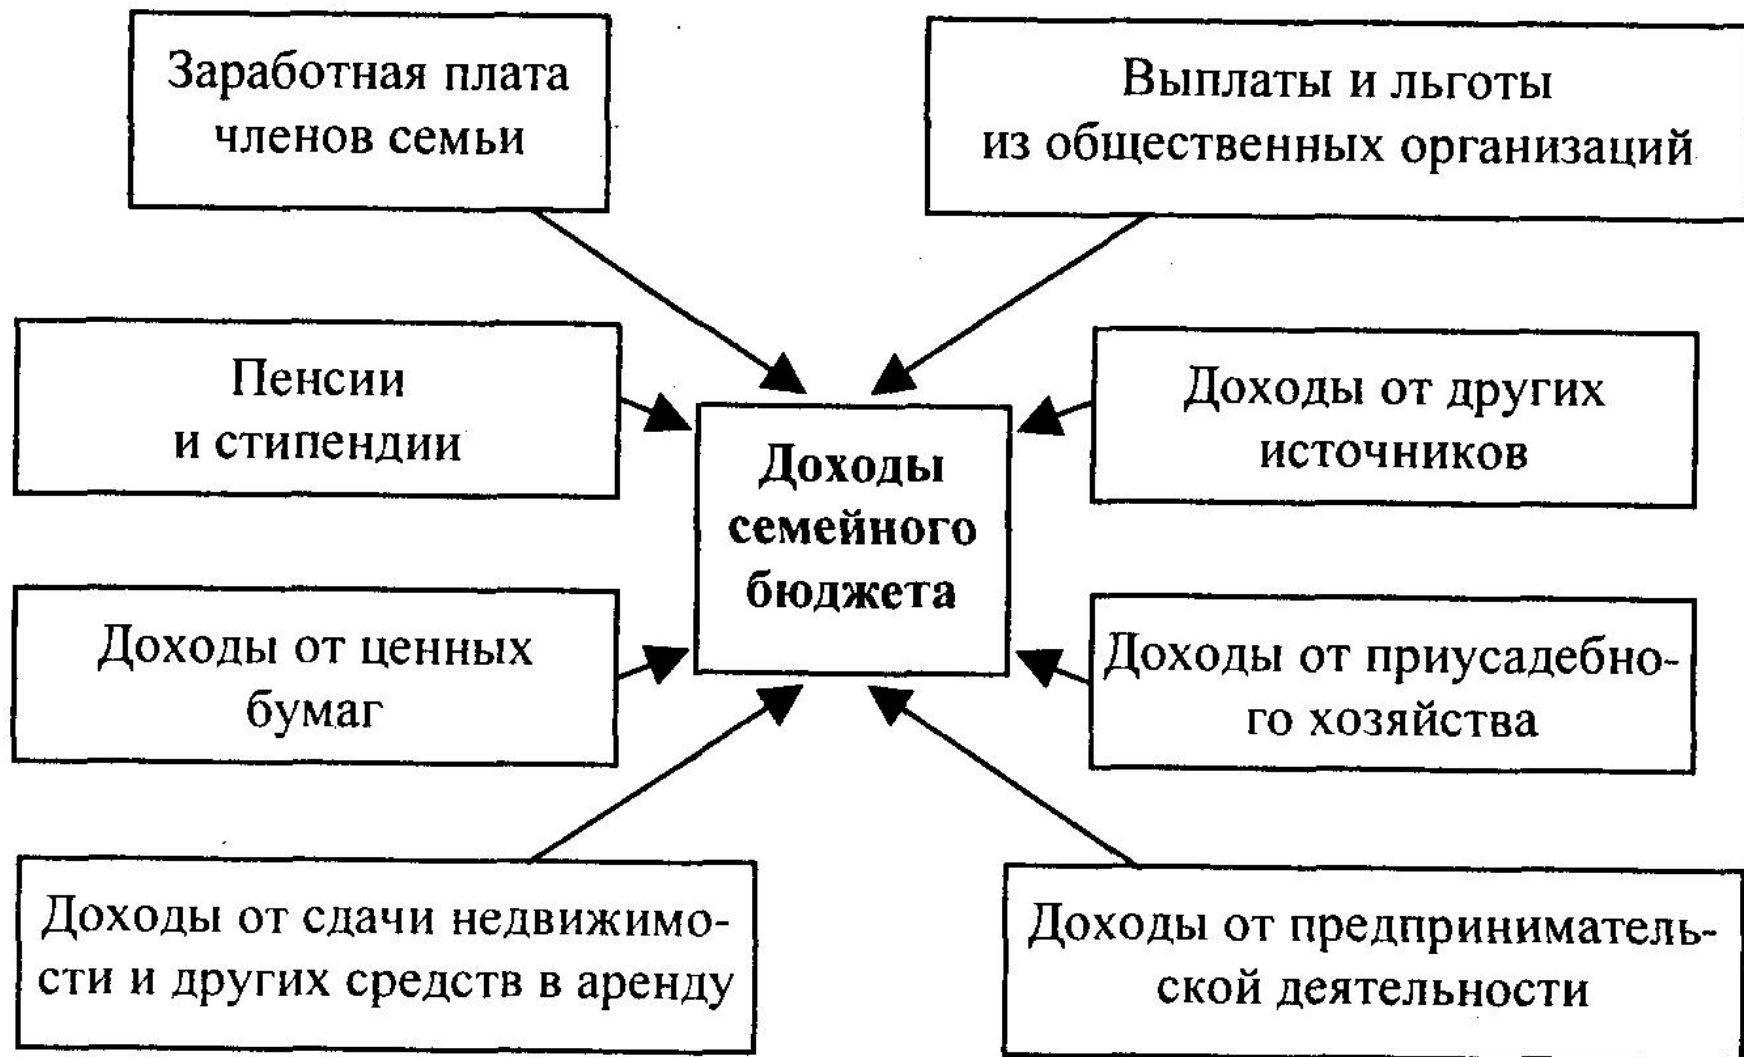 Заработная плата
членов семьи
Выплаты и льготы
из общественных организаций
Пенсии
и стипендии
Доходы от других
источников
Доходы
семейного
бюджета
Доходы от ценных
бумаг
Доходы от приусадебно-
го хозяйства
Доходы от сдачи недвижимо-
сти и других средств в аренду
Доходы от предприниматель-
ской деятельности